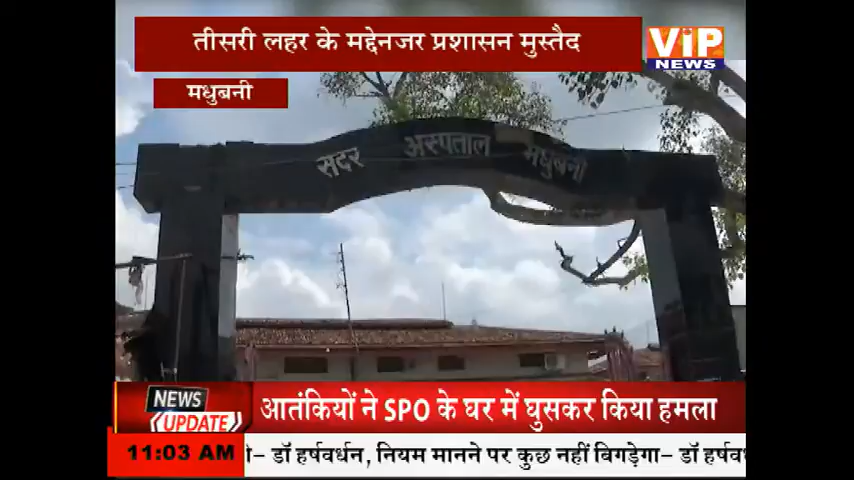 तीसरी लहर के मद्देनजर प्रशासन मुस्तैद
VIP
NEWS
मधुबनी
सदर अस्पताल मधुबनी
NEWS
UPDATE
आतंकियों ने SPO के घर में घुसकर किया हमला
11:03 AM
– डॉ हर्षवर्धन, नियम मानने पर कुछ नहीं बिगड़ेगा– डॉ हर्षव